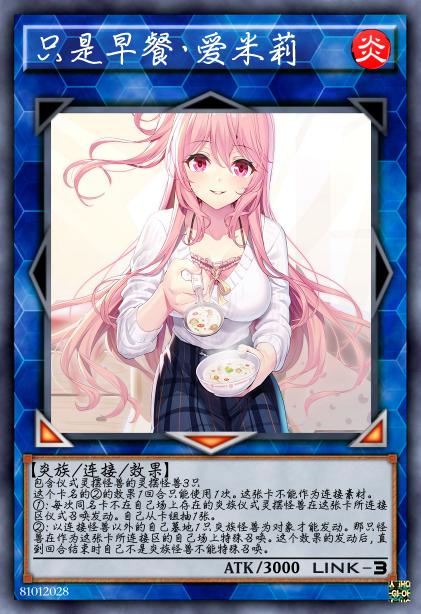 只是早餐·爱米莉
炎
【炎族/连接/效果】
包含仪式灵摆怪兽的灵摆怪兽3只
这个卡名的②的效果1回合只能使用1次。这张卡不能作为连接素材。
①：每次同名卡不在自己场上存在的炎族仪式灵摆怪兽在这张卡所连接
区仪式召唤发动。自己从卡组抽1张。
②：以连接怪兽以外的自己墓地1只炎族怪兽为对象才能发动。那只怪
兽在作为这张卡所连接区的自己场上特殊召唤。这个效果的发动后，直
到回合结束时自己不是炎族怪兽不能特殊召唤。
ATK/3000 LINK-3
81012028